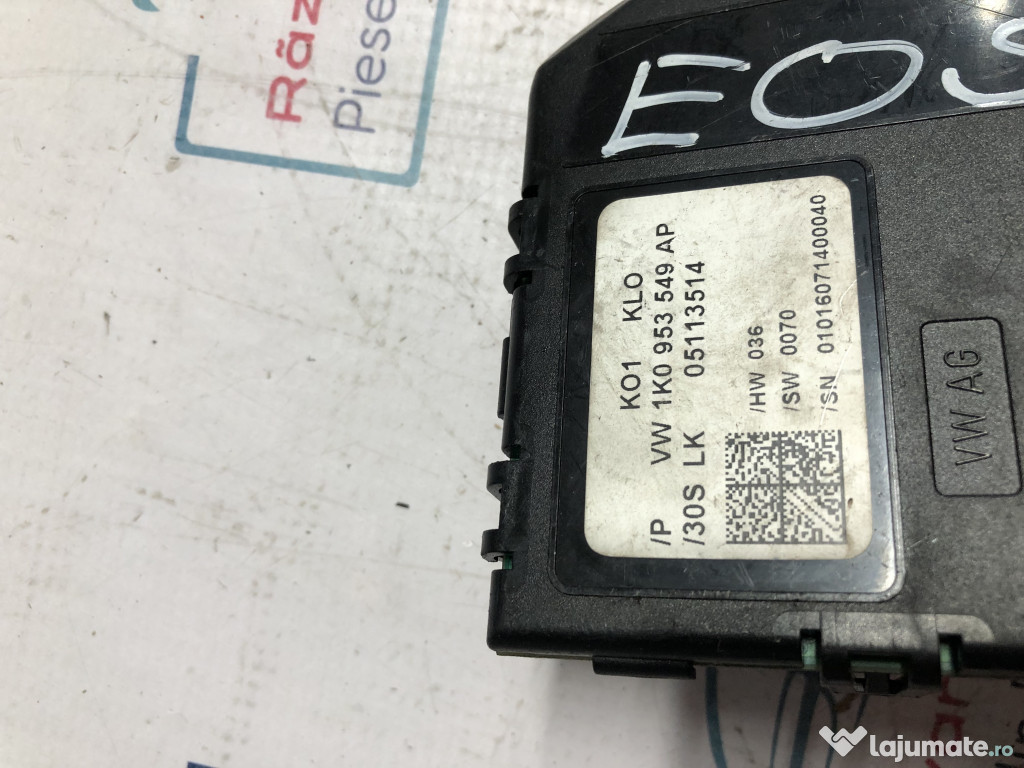 Răz
Piese
EOS
KO1 KLO
/P VW 1K0 953 549 AP
/30S LK 05113514
/HW 036
/SW 0070
/SN 01016071400040
VW AG
lajumate.ro